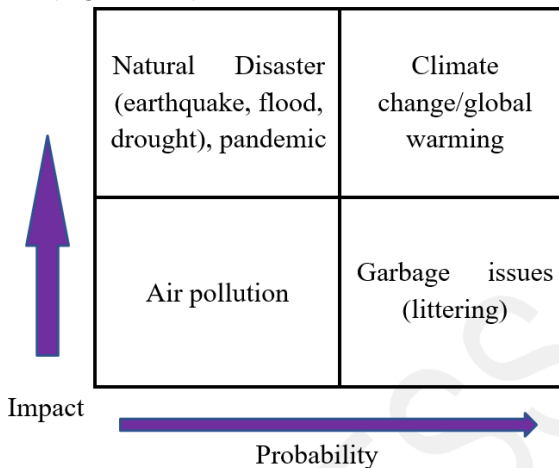 Natural Disaster
(earthquake, flood,
drought), pandemic
Climate
change/global
warming
Air pollution
Garbage issues
(littering)
Impact
Probability